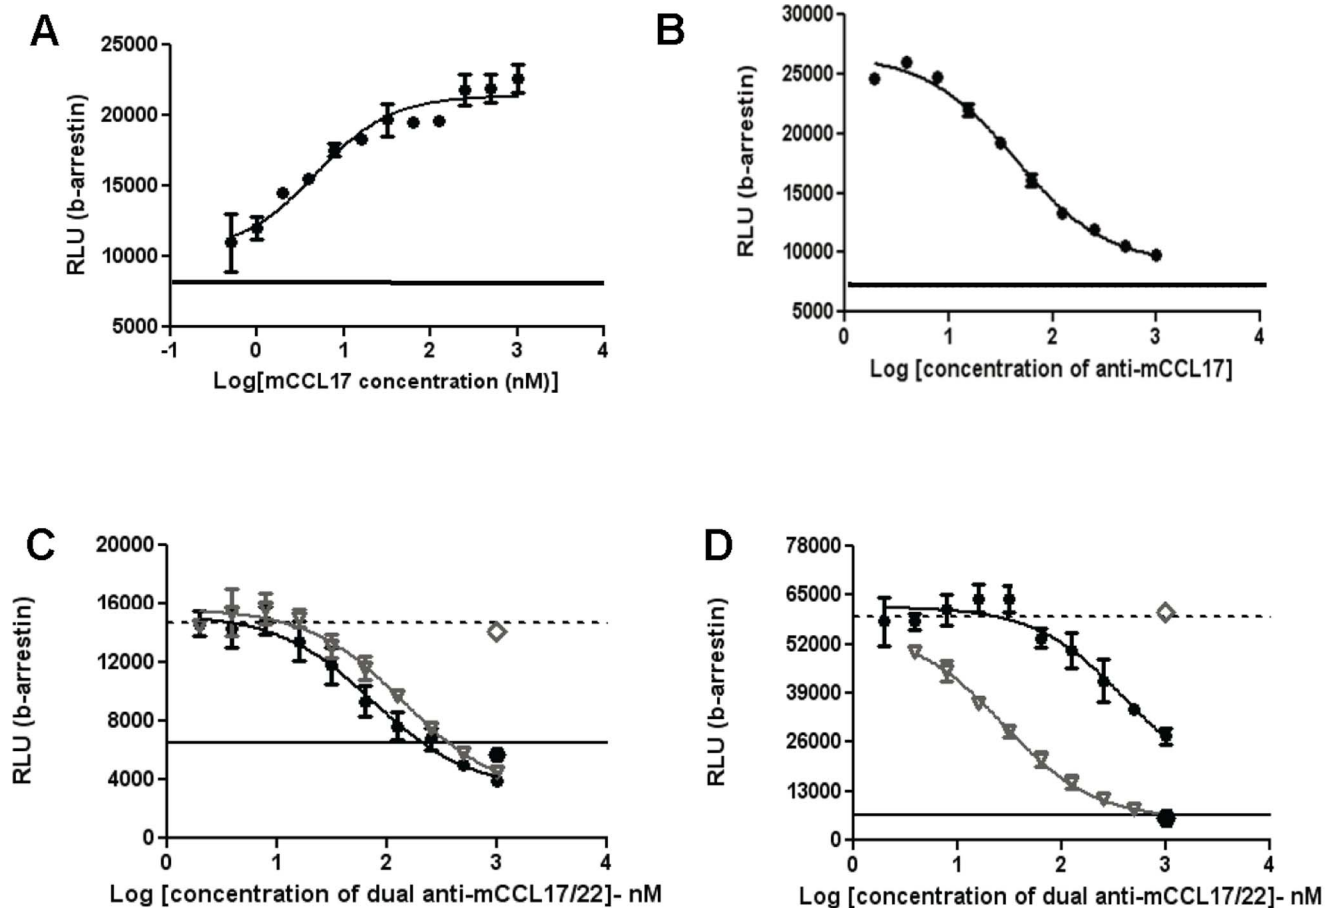 A
25000
20000
15000
10000
5000
-1 0 1 2 3 4
RLU (b-arrestin)
Log[mCCL17 concentration (nM)]
B
30000
25000
20000
15000
10000
5000
0 1 2 3 4
RLU (b-arrestin)
Log [concentration of anti-mCCL17]
C
20000
16000
12000
8000
4000
0
0 1 2 3 4
RLU (b-arrestin)
Log [concentration of dual anti-mCCL17/22]- nM
D
78000
65000
52000
39000
26000
13000
0
0 1 2 3 4
RLU (b-arrestin)
Log [concentration of dual anti-mCCL17/22]- nM